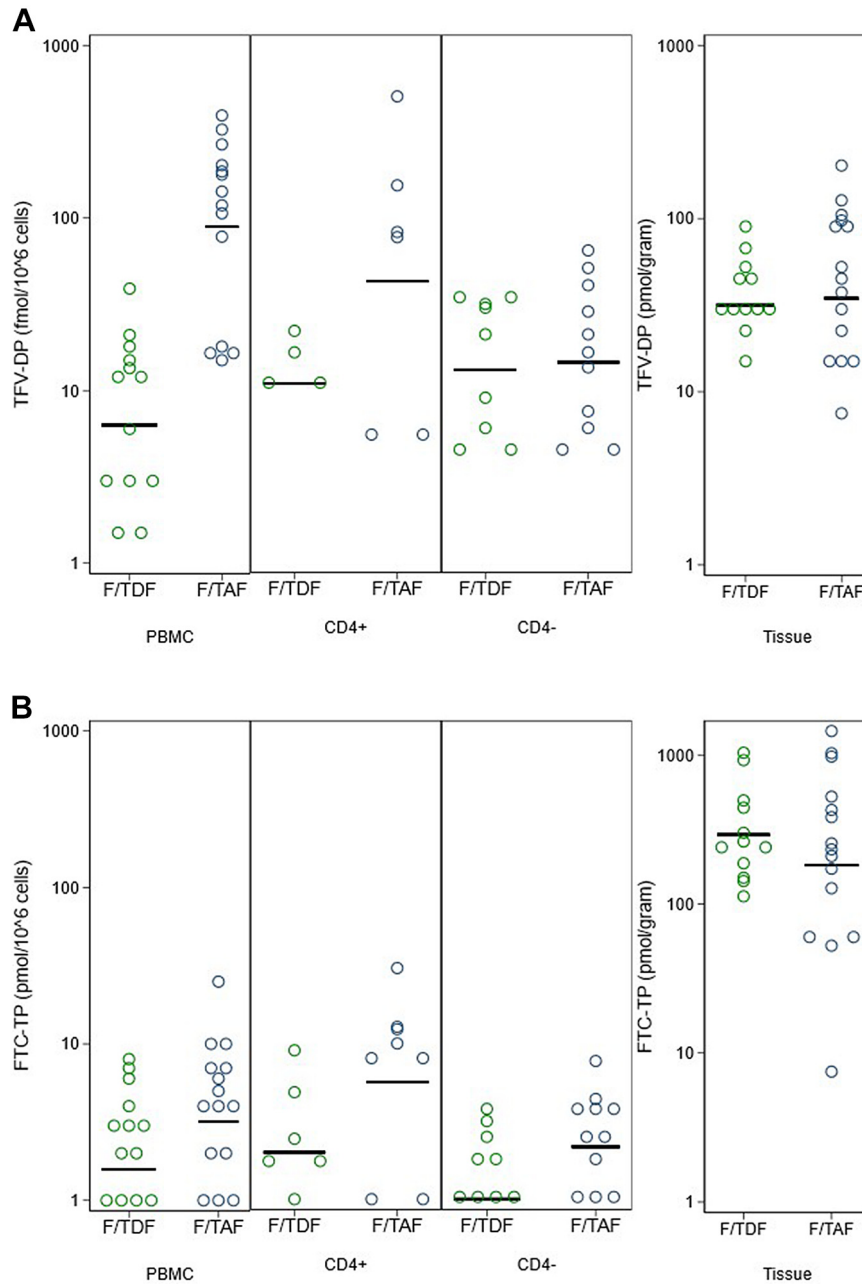 A
1000
100
10
1
TFV-DP (fmol/10^6 cells)
F/TDF F/TAF F/TDF F/TAF F/TDF F/TAF
PBMC CD4+ CD4-
1000
100
10
1
TFV-DP (pmol/gram)
F/TDF F/TAF
Tissue
B
1000
100
10
1
FTC-TP (pmol/10^6 cells)
F/TDF F/TAF F/TDF F/TAF F/TDF F/TAF
PBMC CD4+ CD4-
1000
100
10
1
FTC-TP (pmol/gram)
F/TDF F/TAF
Tissue